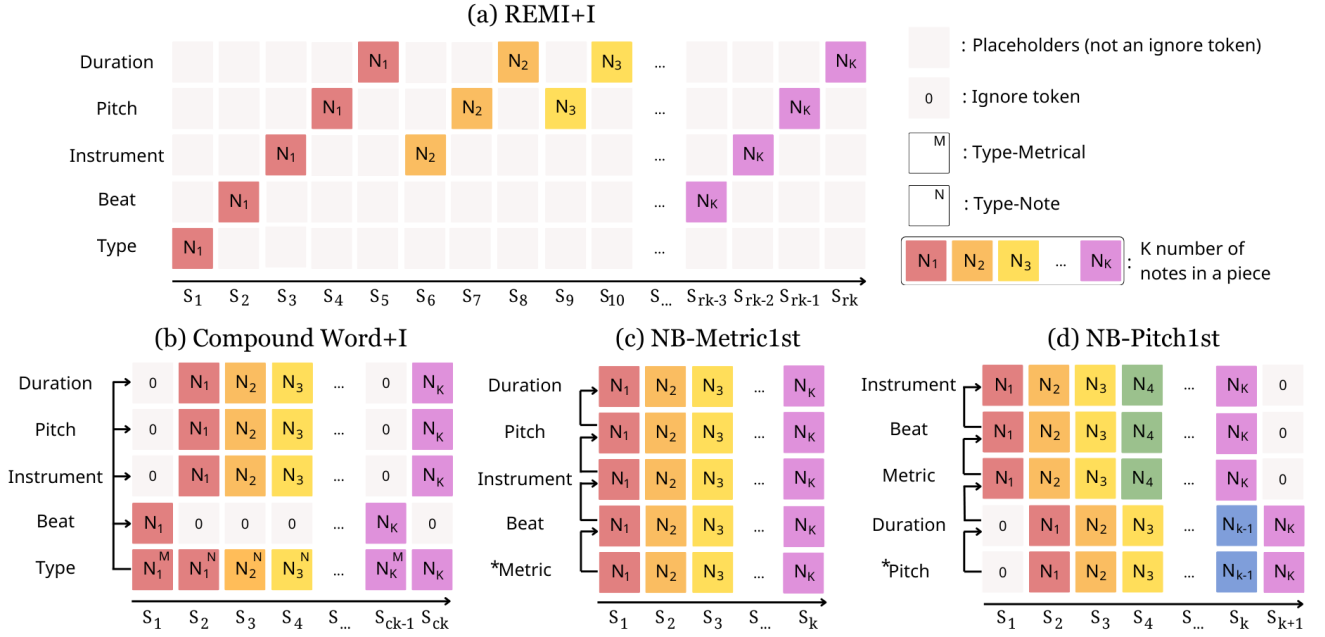 (a) REMI+I
Duration N1 N2 N3 ... NK
Pitch N1 N2 N3 ... NK
Instrument N1 N2 ... NK
Beat N1 ... NK
Type N1 ...
S1 S2 S3 S4 S5 S6 S7 S8 S9 S10 S... Srk-3 Srk-2 Srk-1 Srk
: Placeholders (not an ignore token)
0 : Ignore token
M : Type-Metrical
N : Type-Note
N1 N2 N3 ... NK : K number of
notes in a piece
(b) Compound Word+I
Duration 0 N1 N2 N3 ... 0 NK
Pitch 0 N1 N2 N3 ... 0 NK
Instrument 0 N1 N2 N3 ... 0 NK
Beat N1 0 0 0 ... NK 0
Type N1 M N1 N N2 N N3 N ... NK M NK
S1 S2 S3 S4 S... Sck-1 Sck
(c) NB-Metric1st
Duration N1 N2 N3 ... NK
Pitch N1 N2 N3 ... NK
Instrument N1 N2 N3 ... NK
Beat N1 N2 N3 ... NK
*Metric N1 N2 N3 ... NK
S1 S2 S3 S... Sk
(d) NB-Pitch1st
Instrument N1 N2 N3 N4 ... NK 0
Beat N1 N2 N3 N4 ... NK 0
Metric N1 N2 N3 N4 ... NK 0
Duration 0 N1 N2 N3 ... Nk-1 NK
*Pitch 0 N1 N2 N3 ... Nk-1 NK
S1 S2 S3 S4 S... Sk Sk+1